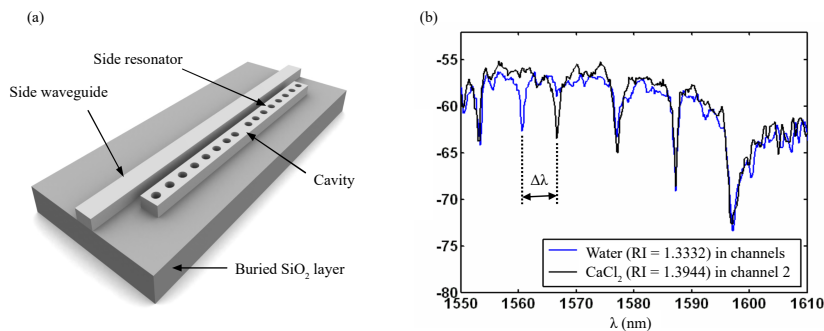 (a)
Side resonator
Side waveguide
Cavity
Buried SiO₂ layer
(b)
-55
-60
-65
-70
-75
-80
Δλ
Water (RI = 1.3332) in channels
CaCl₂ (RI = 1.3944) in channel 2
1550 1560 1570 1580 1590 1600 1610
λ (nm)